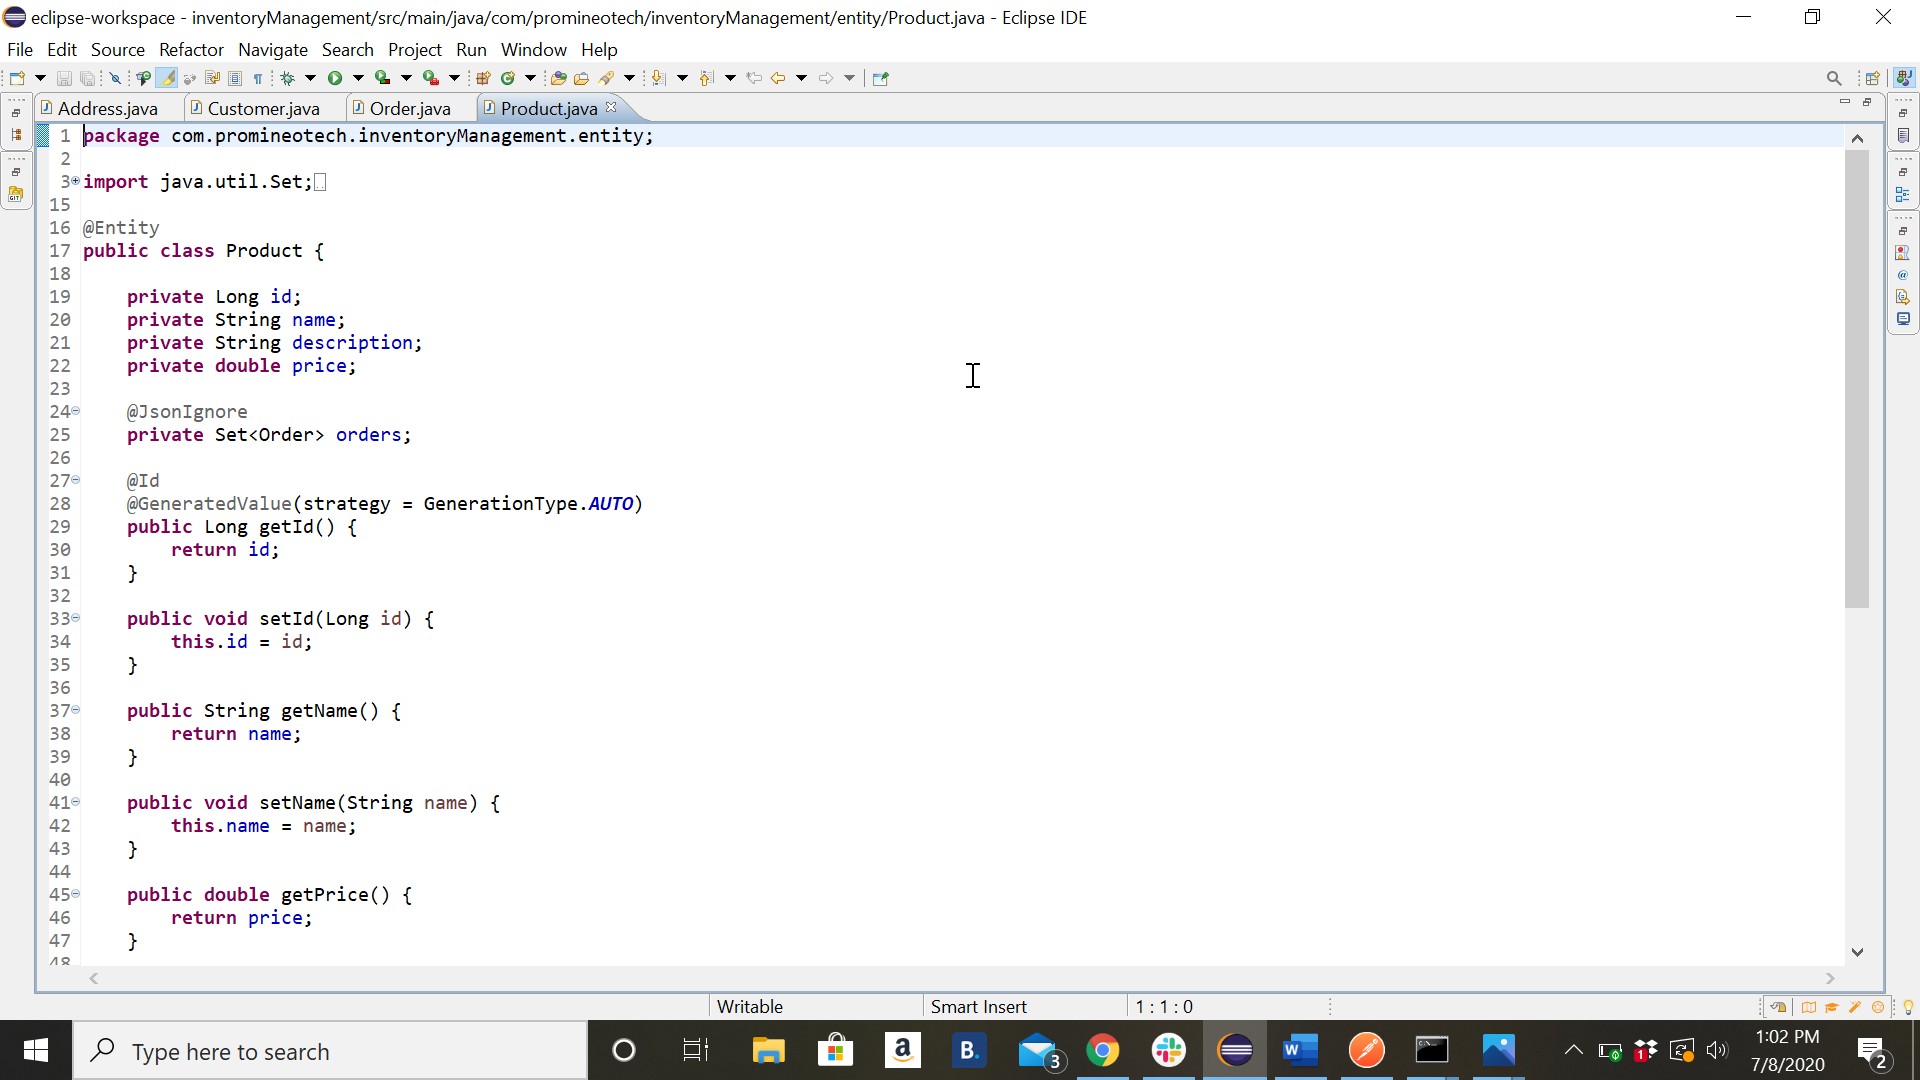 eclipse-workspace - inventoryManagement/src/main/java/com/promineotech/inventoryManagement/entity/Product.java - Eclipse IDE
File Edit Source Refactor Navigate Search Project Run Window Help
Address.java Customer.java Order.java Product.java
1 package com.promineotech.inventoryManagement.entity;
2
3 import java.util.Set;
15
16 @Entity
17 public class Product {
18
19 private Long id;
20 private String name;
21 private String description;
22 private double price;
23
24 @JsonIgnore
25 private Set<Order> orders;
26
27 @Id
28 @GeneratedValue(strategy = GenerationType.AUTO)
29 public Long getId() {
30 return id;
31 }
32
33 public void setId(Long id) {
34 this.id = id;
35 }
36
37 public String getName() {
38 return name;
39 }
40
41 public void setName(String name) {
42 this.name = name;
43 }
44
45 public double getPrice() {
46 return price;
47 }
48
Writable Smart Insert 1 : 1 : 0
Type here to search
a
B.
3
W
1
1:02 PM
7/8/2020
2